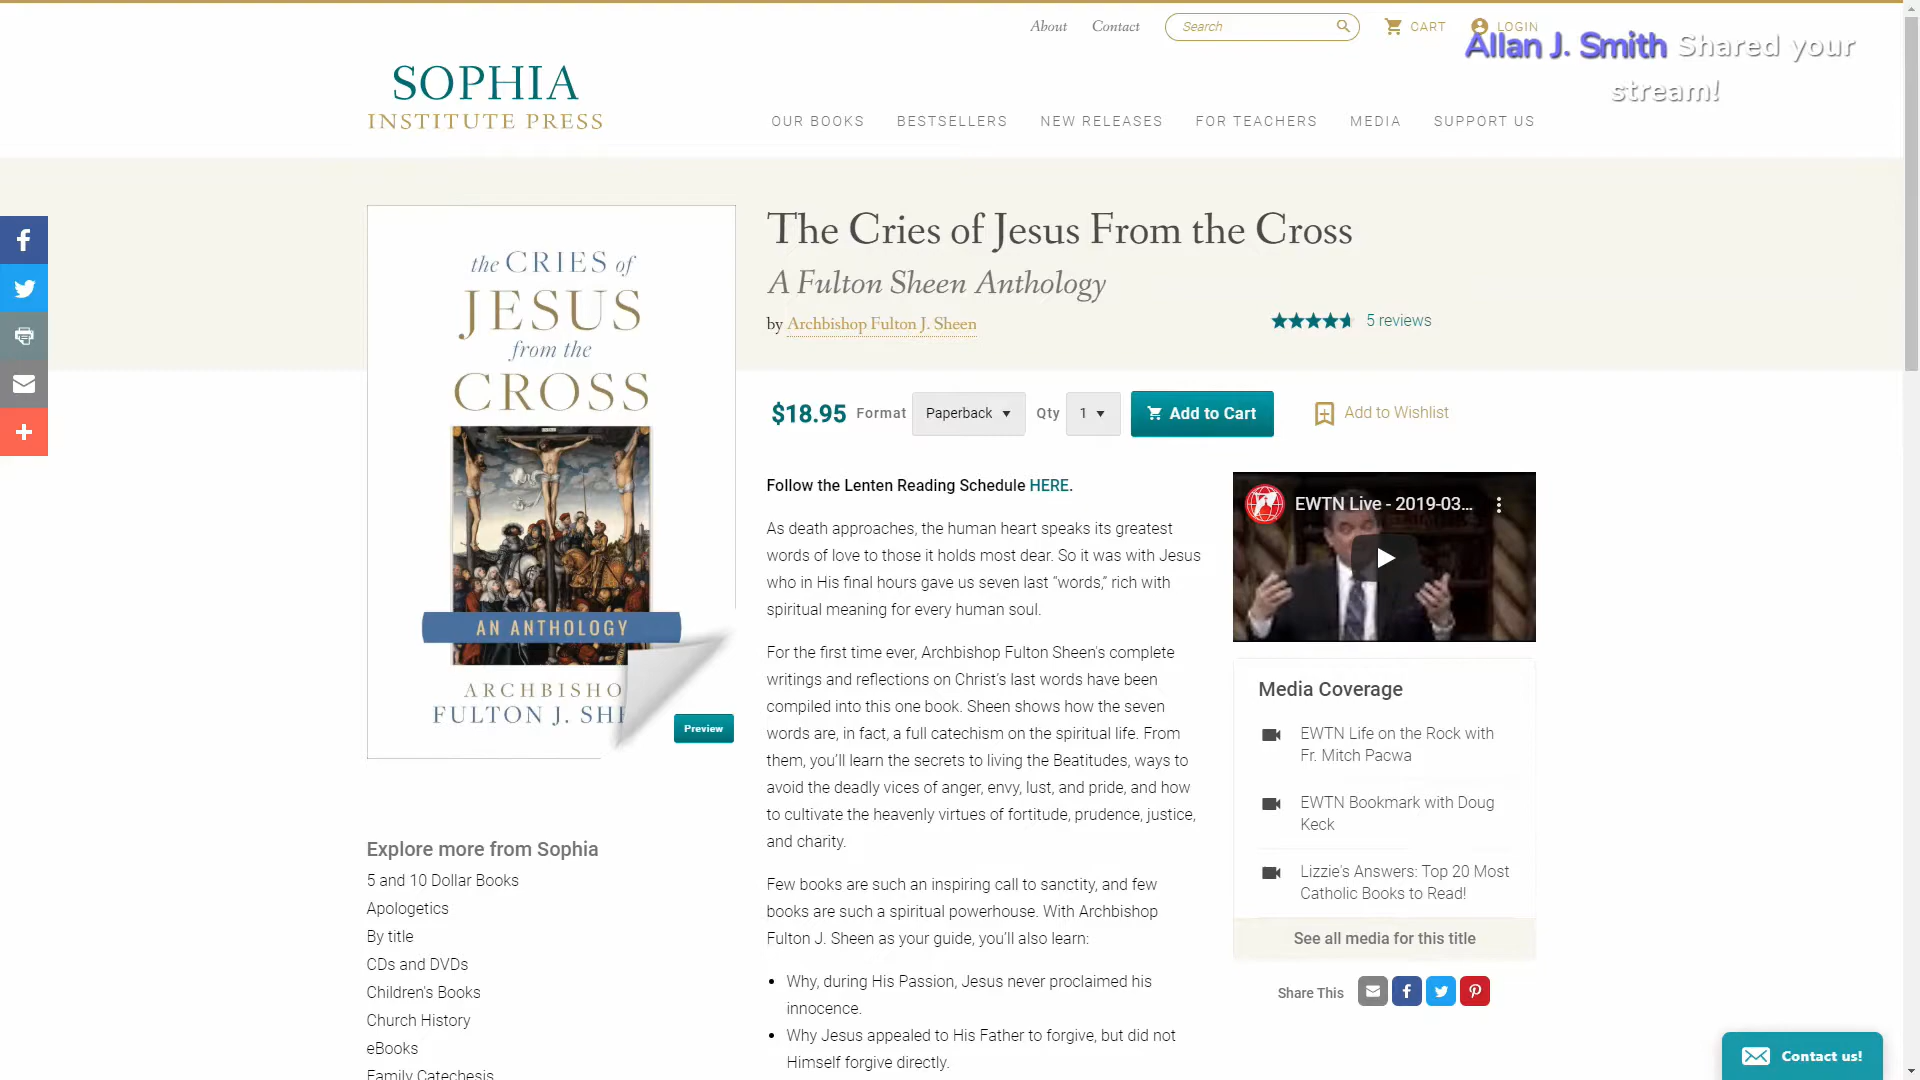 About Contact Search CART LOGIN
Allan J. Smith Shared your
stream!
SOPHIA
INSTITUTE PRESS
OUR BOOKS BESTSELLERS NEW RELEASES FOR TEACHERS MEDIA SUPPORT US
the CRIES of
JESUS
from the
CROSS
AN ANTHOLOGY
ARCHBISHO
FULTON J. SHE
Preview
The Cries of Jesus From the Cross
A Fulton Sheen Anthology
by Archbishop Fulton J. Sheen
5 reviews
$18.95 Format Paperback Qty 1 Add to Cart Add to Wishlist
Follow the Lenten Reading Schedule HERE.
As death approaches, the human heart speaks its greatest
words of love to those it holds most dear. So it was with Jesus
who in His final hours gave us seven last “words,” rich with
spiritual meaning for every human soul.
For the first time ever, Archbishop Fulton Sheen's complete
writings and reflections on Christ’s last words have been
compiled into this one book. Sheen shows how the seven
words are, in fact, a full catechism on the spiritual life. From
them, you’ll learn the secrets to living the Beatitudes, ways to
avoid the deadly vices of anger, envy, lust, and pride, and how
to cultivate the heavenly virtues of fortitude, prudence, justice,
and charity.
Few books are such an inspiring call to sanctity, and few
books are such a spiritual powerhouse. With Archbishop
Fulton J. Sheen as your guide, you’ll also learn:
Why, during His Passion, Jesus never proclaimed his
innocence.
Why Jesus appealed to His Father to forgive, but did not
Himself forgive directly.
EWTN Live - 2019-03...
Media Coverage
EWTN Life on the Rock with
Fr. Mitch Pacwa
EWTN Bookmark with Doug
Keck
Lizzie's Answers: Top 20 Most
Catholic Books to Read!
See all media for this title
Share This
Explore more from Sophia
5 and 10 Dollar Books
Apologetics
By title
CDs and DVDs
Children's Books
Church History
eBooks
Family Catechesis
Contact us!